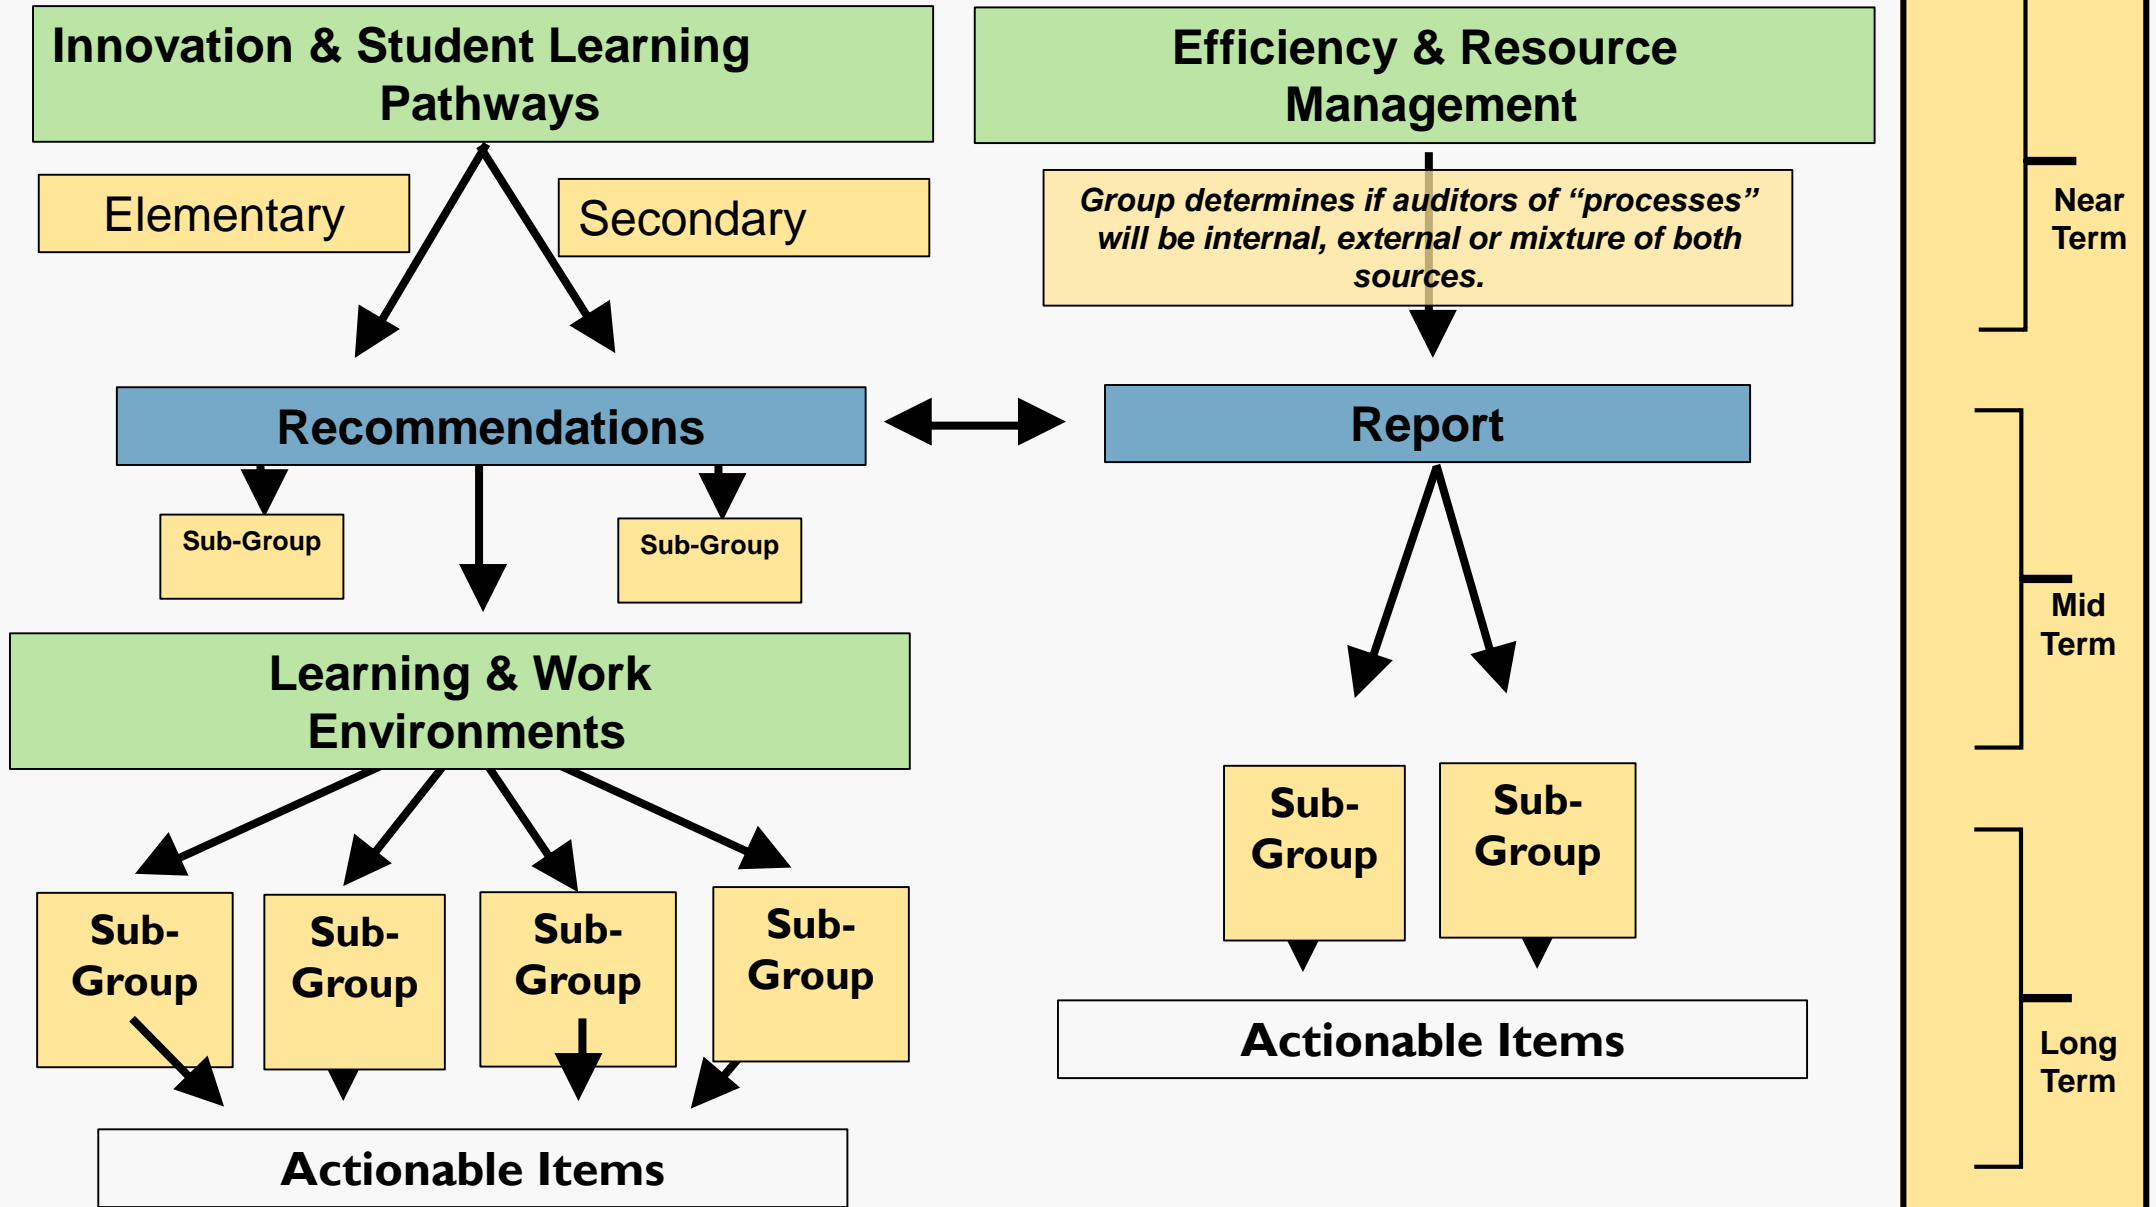 Innovation & Student Learning
Pathways
Efficiency & Resource
Management
Elementary
Secondary
Group determines if auditors of “processes”
will be internal, external or mixture of both
sources.
Near
Term
Recommendations
Report
Sub-Group
Sub-Group
Mid
Term
Learning & Work
Environments
Sub-
Group
Sub-
Group
Sub-
Group
Sub-
Group
Sub-
Group
Sub-
Group
Actionable Items
Long
Term
Actionable Items